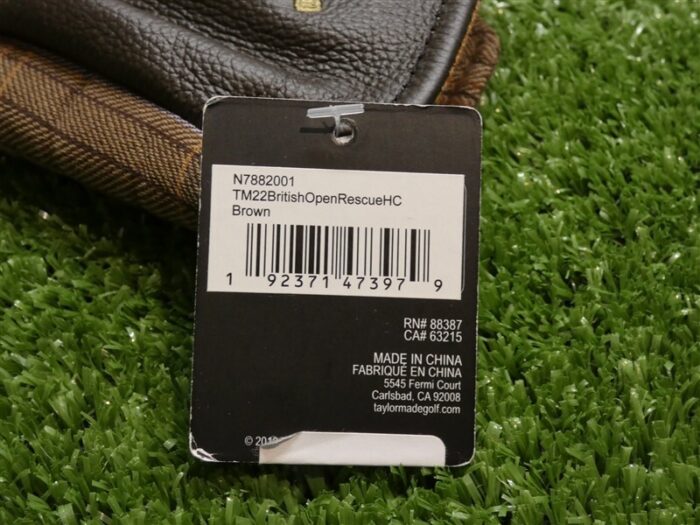 N7882001
TM22BritishOpenRescueHC
Brown
1 92371 47397 9
RN# 88387
CA# 63215
MADE IN CHINA
FABRIQUÉ EN CHINA
5545 Fermi Court
Carlsbad, CA 92008
taylormadegolf.com
©